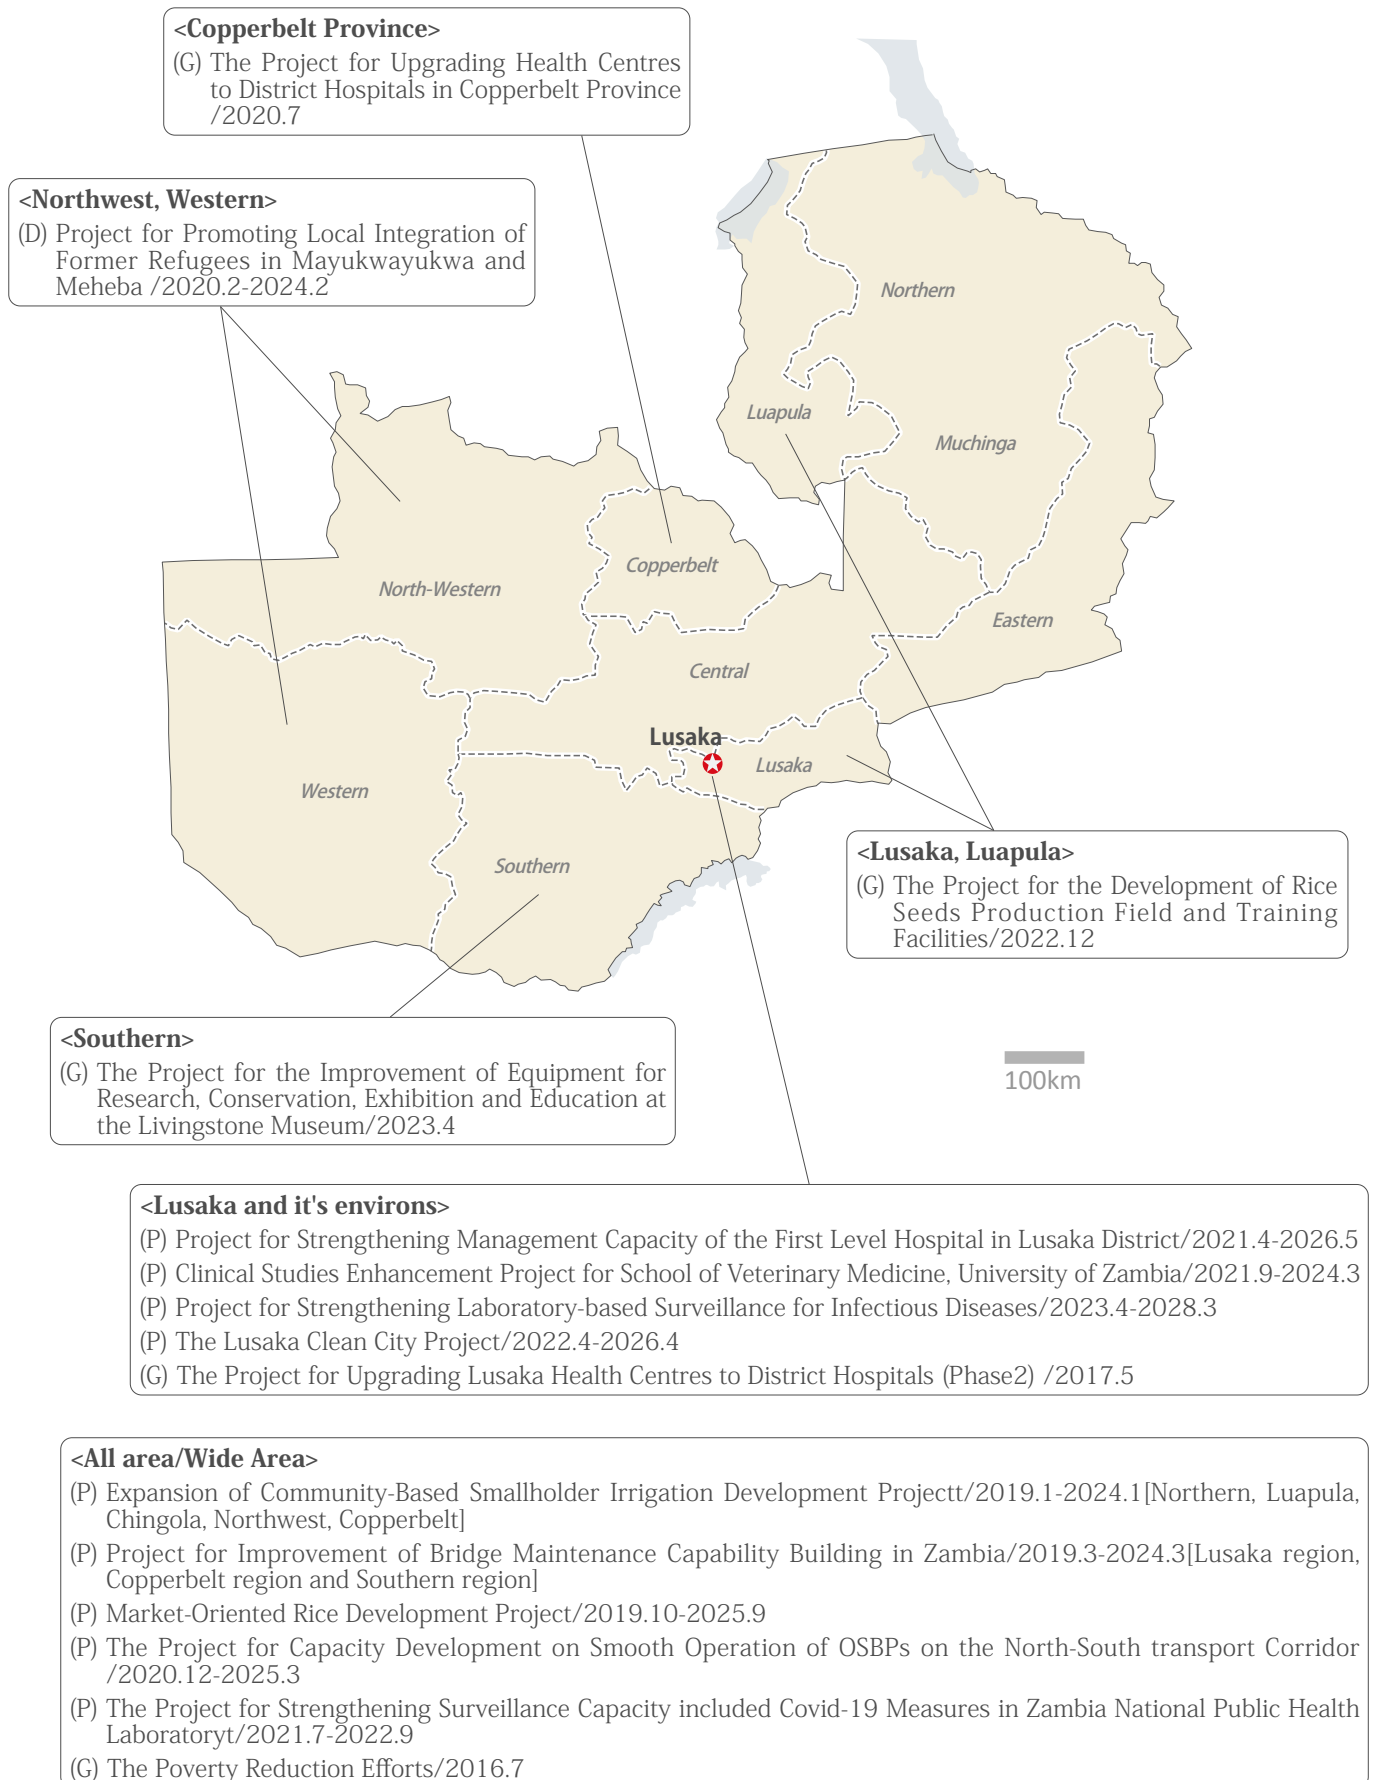 <Copperbelt Province>
(G) The Project for Upgrading Health Centres
to District Hospitals in Copperbelt Province
/2020.7
<Northwest, Western>
(D) Project for Promoting Local Integration of
Former Refugees in Mayukwayukwa and
Meheba /2020.2-2024.2
Northern
Luapula
Muchinga
Copperbelt
North-Western
Eastern
Central
Lusaka
Lusaka
Western
Southern
<Lusaka, Luapula>
(G) The Project for the Development of Rice
Seeds Production Field and Training
Facilities/2022.12
<Southern>
(G) The Project for the Improvement of Equipment for
Research, Conservation, Exhibition and Education at
the Livingstone Museum/2023.4
100km
<Lusaka and it's environs>
(P) Project for Strengthening Management Capacity of the First Level Hospital in Lusaka District/2021.4-2026.5
(P) Clinical Studies Enhancement Project for School of Veterinary Medicine, University of Zambia/2021.9-2024.3
(P) Project for Strengthening Laboratory-based Surveillance for Infectious Diseases/2023.4-2028.3
(P) The Lusaka Clean City Project/2022.4-2026.4
(G) The Project for Upgrading Lusaka Health Centres to District Hospitals (Phase2) /2017.5
<All area/Wide Area>
(P) Expansion of Community-Based Smallholder Irrigation Development Projectt/2019.1-2024.1[Northern, Luapula,
Chingola, Northwest, Copperbelt]
(P) Project for Improvement of Bridge Maintenance Capability Building in Zambia/2019.3-2024.3[Lusaka region,
Copperbelt region and Southern region]
(P) Market-Oriented Rice Development Project/2019.10-2025.9
(P) The Project for Capacity Development on Smooth Operation of OSBPs on the North-South transport Corridor
/2020.12-2025.3
(P) The Project for Strengthening Surveillance Capacity included Covid-19 Measures in Zambia National Public Health
Laboratoryt/2021.7-2022.9
(G) The Poverty Reduction Efforts/2016.7